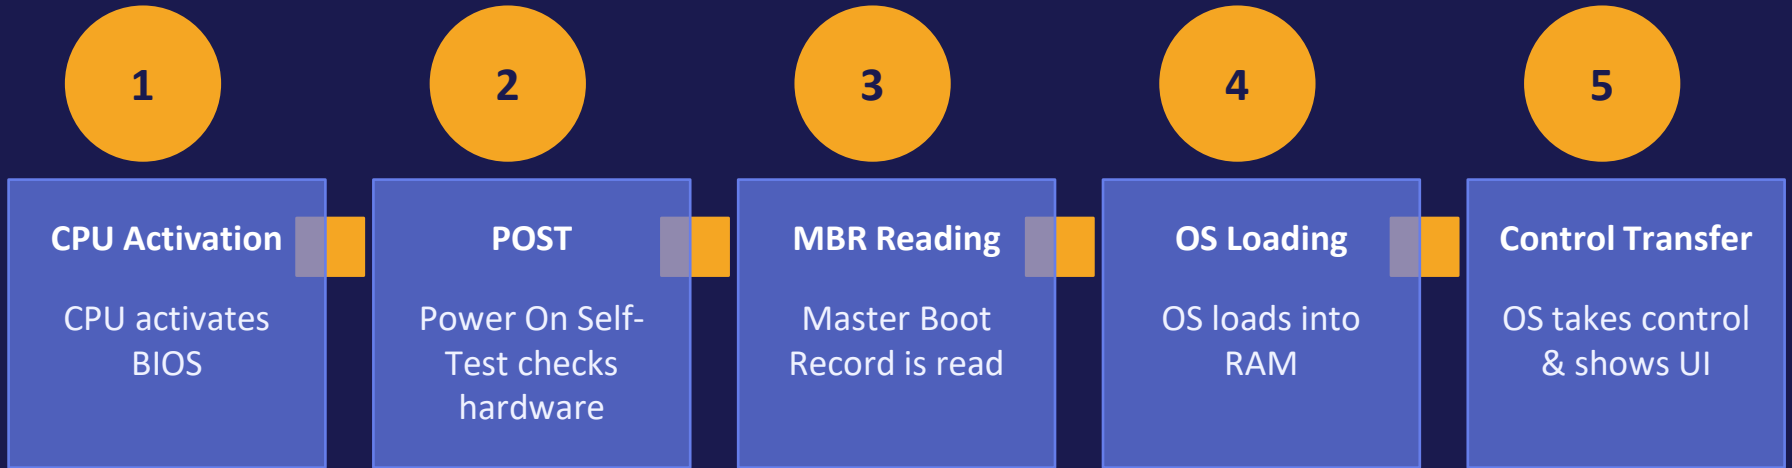 1
CPU Activation
CPU activates
BIOS
2
POST
Power On Self-
Test checks
hardware
3
MBR Reading
Master Boot
Record is read
4
OS Loading
OS loads into
RAM
5
Control Transfer
OS takes control
& shows UI